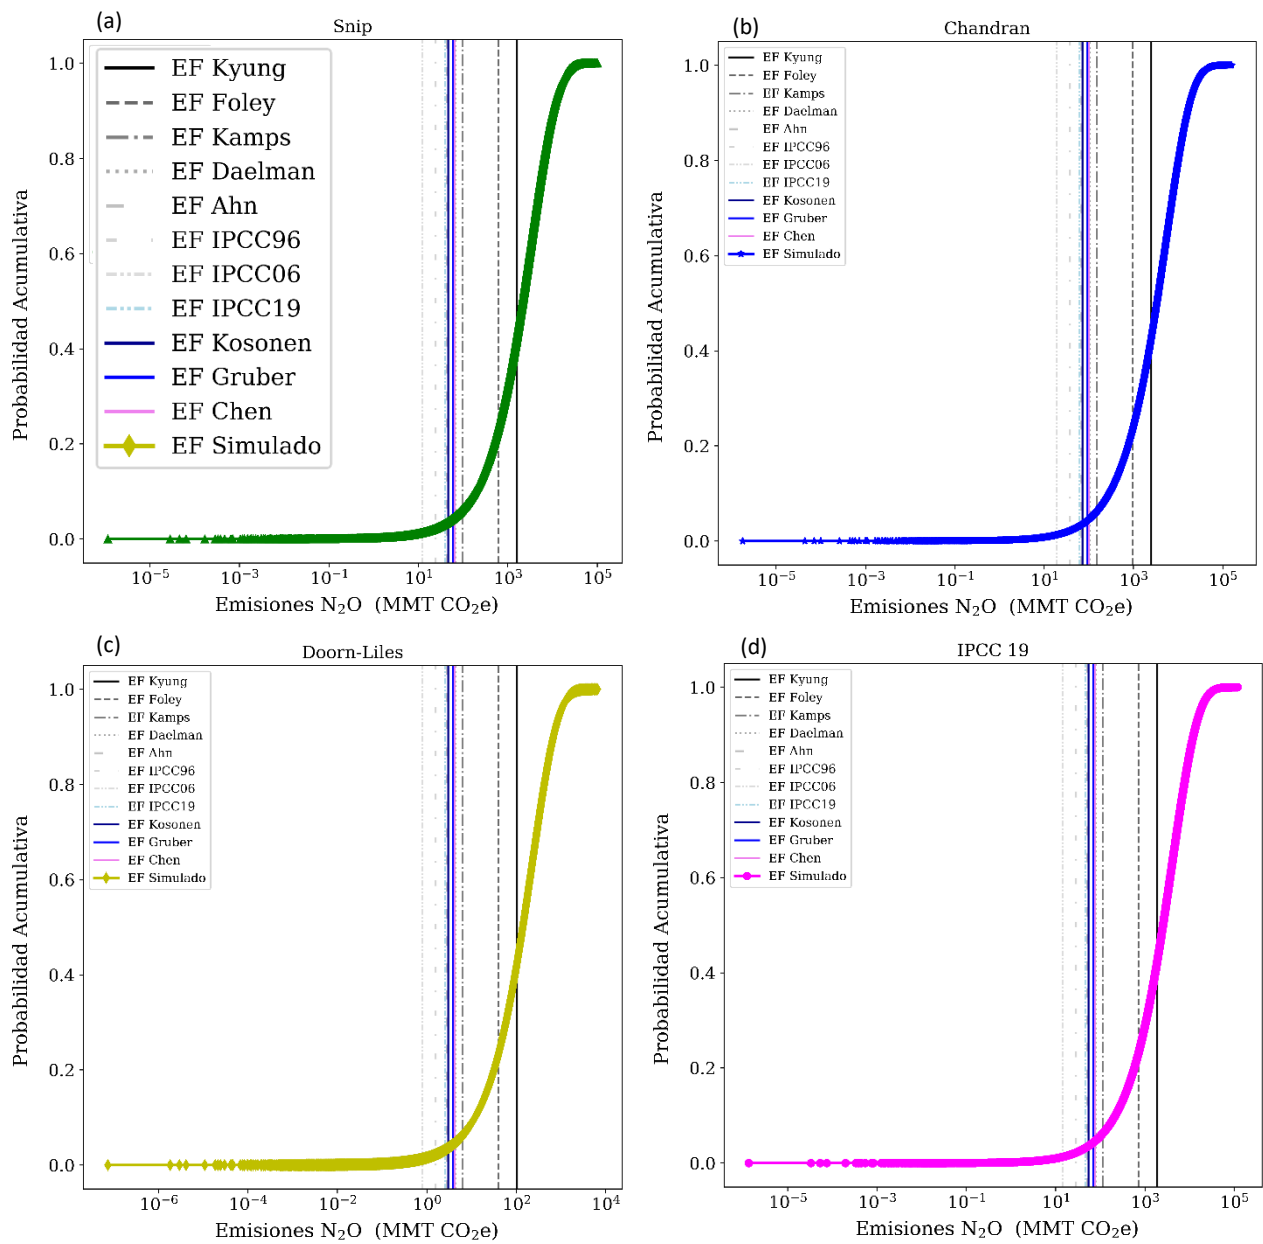 (a)
Snip
EF Kyung
EF Foley
EF Kamps
EF Daelman
EF Ahn
EF IPCC96
EF IPCC06
EF IPCC19
EF Kosonen
EF Gruber
EF Chen
EF Simulado
Probabilidad Acumulativa
1.0
0.8
0.6
0.4
0.2
0.0
10⁻⁵
10⁻³
10⁻¹
10¹
10³
10⁵
Emisiones N₂O (MMT CO₂e)
(b)
Chandran
EF Kyung
EF Foley
EF Kamps
EF Daelman
EF Ahn
EF IPCC96
EF IPCC06
EF IPCC19
EF Kosonen
EF Gruber
EF Chen
EF Simulado
Probabilidad Acumulativa
1.0
0.8
0.6
0.4
0.2
0.0
10⁻⁵
10⁻³
10⁻¹
10¹
10³
10⁵
Emisiones N₂O (MMT CO₂e)
(c)
Doorn-Liles
EF Kyung
EF Foley
EF Kamps
EF Daelman
EF Ahn
EF IPCC96
EF IPCC06
EF IPCC19
EF Kosonen
EF Gruber
EF Chen
EF Simulado
Probabilidad Acumulativa
1.0
0.8
0.6
0.4
0.2
0.0
10⁻⁶
10⁻⁴
10⁻²
10⁰
10²
10⁴
Emisiones N₂O (MMT CO₂e)
(d)
IPCC 19
EF Kyung
EF Foley
EF Kamps
EF Daelman
EF Ahn
EF IPCC96
EF IPCC06
EF IPCC19
EF Kosonen
EF Gruber
EF Chen
EF Simulado
Probabilidad Acumulativa
1.0
0.8
0.6
0.4
0.2
0.0
10⁻⁵
10⁻³
10⁻¹
10¹
10³
10⁵
Emisiones N₂O (MMT CO₂e)